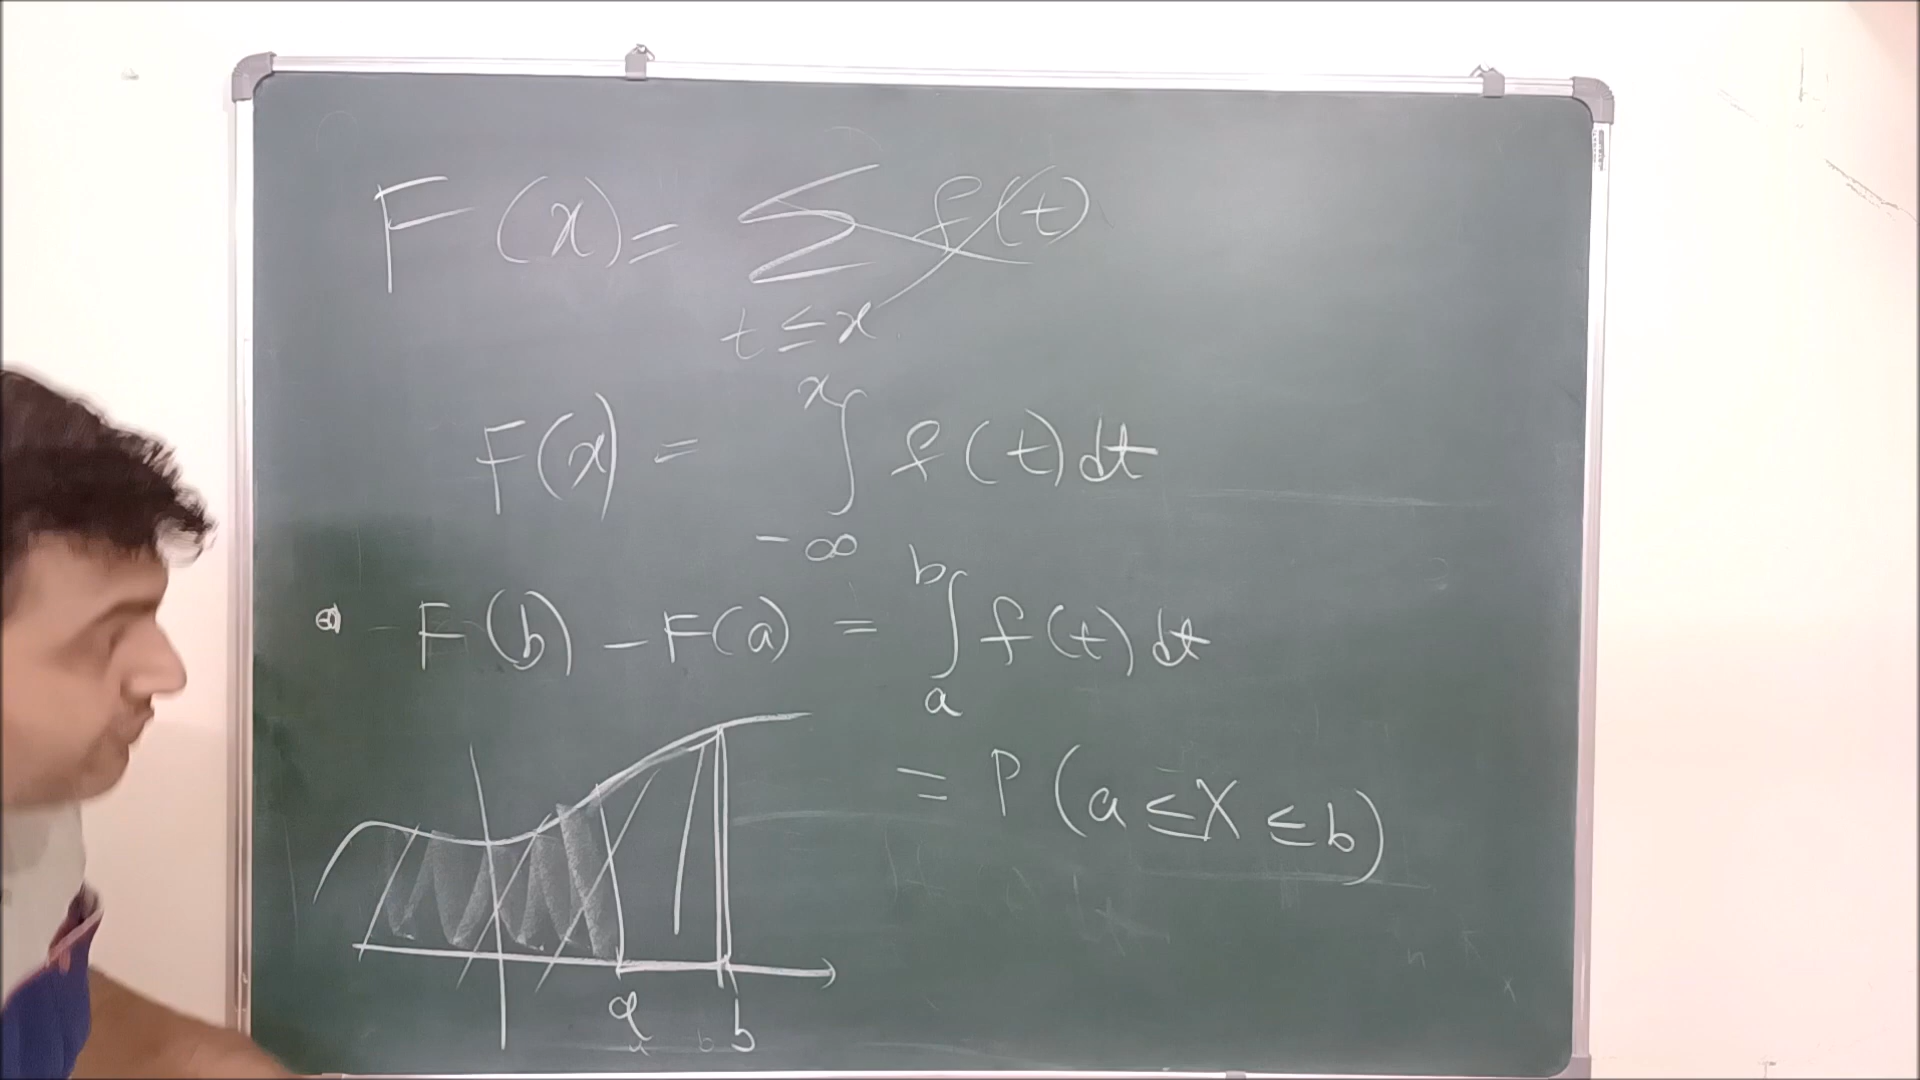 F(x) = ∑ f(t)
t ≤ x
F(x) = ∫ f(t) dt
x
-∞
F(b) - F(a) = ∫ f(t) dt
b
a
= P(a ≤ X ≤ b)
a b